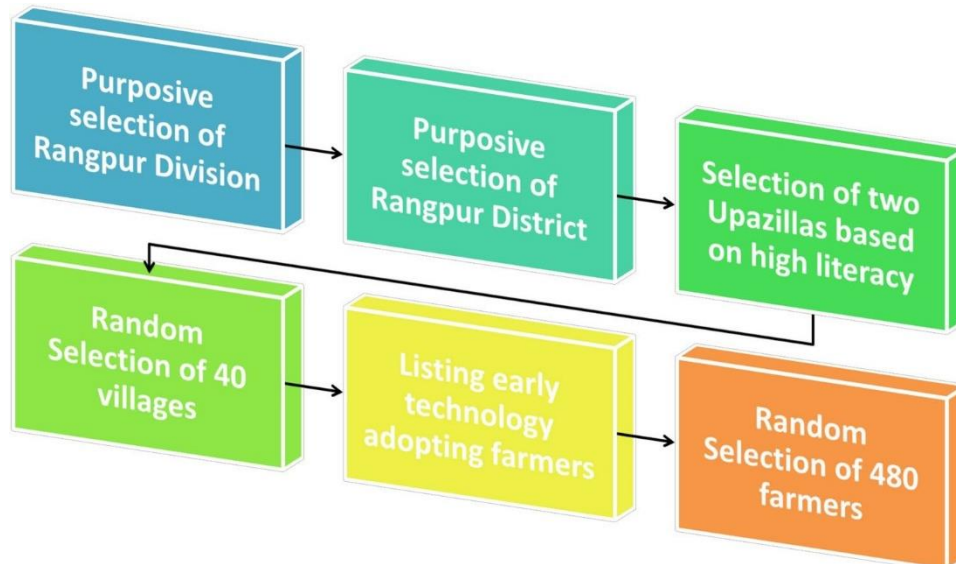 Purposive
selection of
Rangpur Division
Purposive
selection of
Rangpur District
Selection of two
Upazillas based
on high literacy
Random
Selection of 40
villages
Listing early
technology
adopting farmers
Random
Selection of 480
farmers